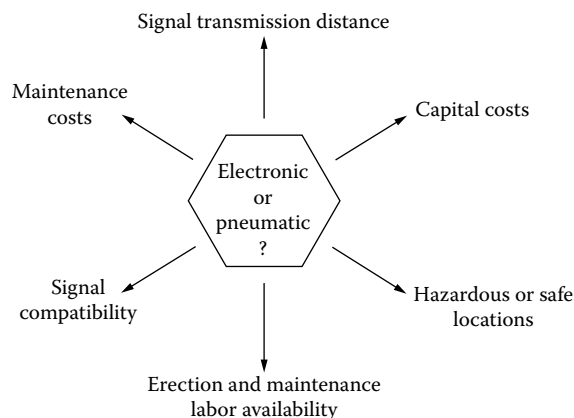 Signal transmission distance
Maintenance
costs
Capital costs
Electronic
or
pneumatic
?
Signal
compatibility
Hazardous or safe
locations
Erection and maintenance
labor availability